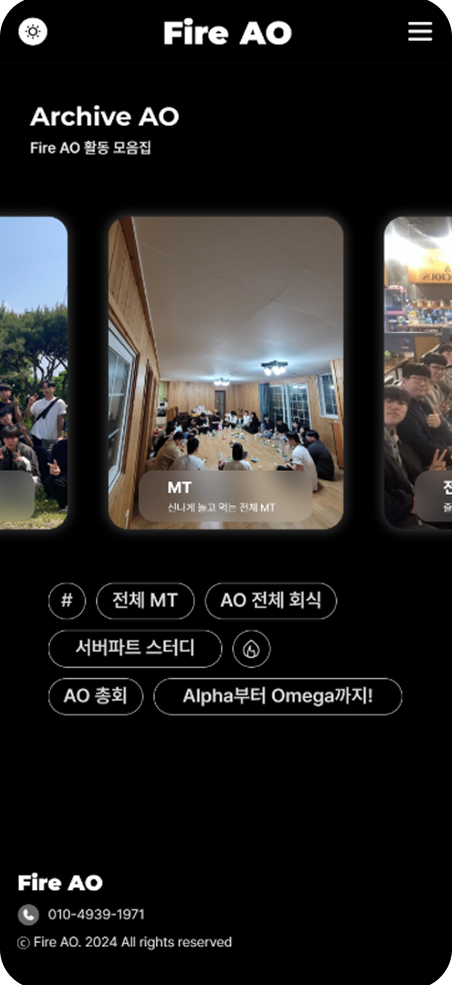 Fire AO
Archive AO
Fire AO 활동 모음집
MT
신나게 놀고 먹는 전체 MT
# 전체 MT AO 전체 회식
서버파트 스터디
AO 총회 Alpha부터 Omega까지!
Fire AO
010-4939-1971
ⓒ Fire AO. 2024 All rights reserved